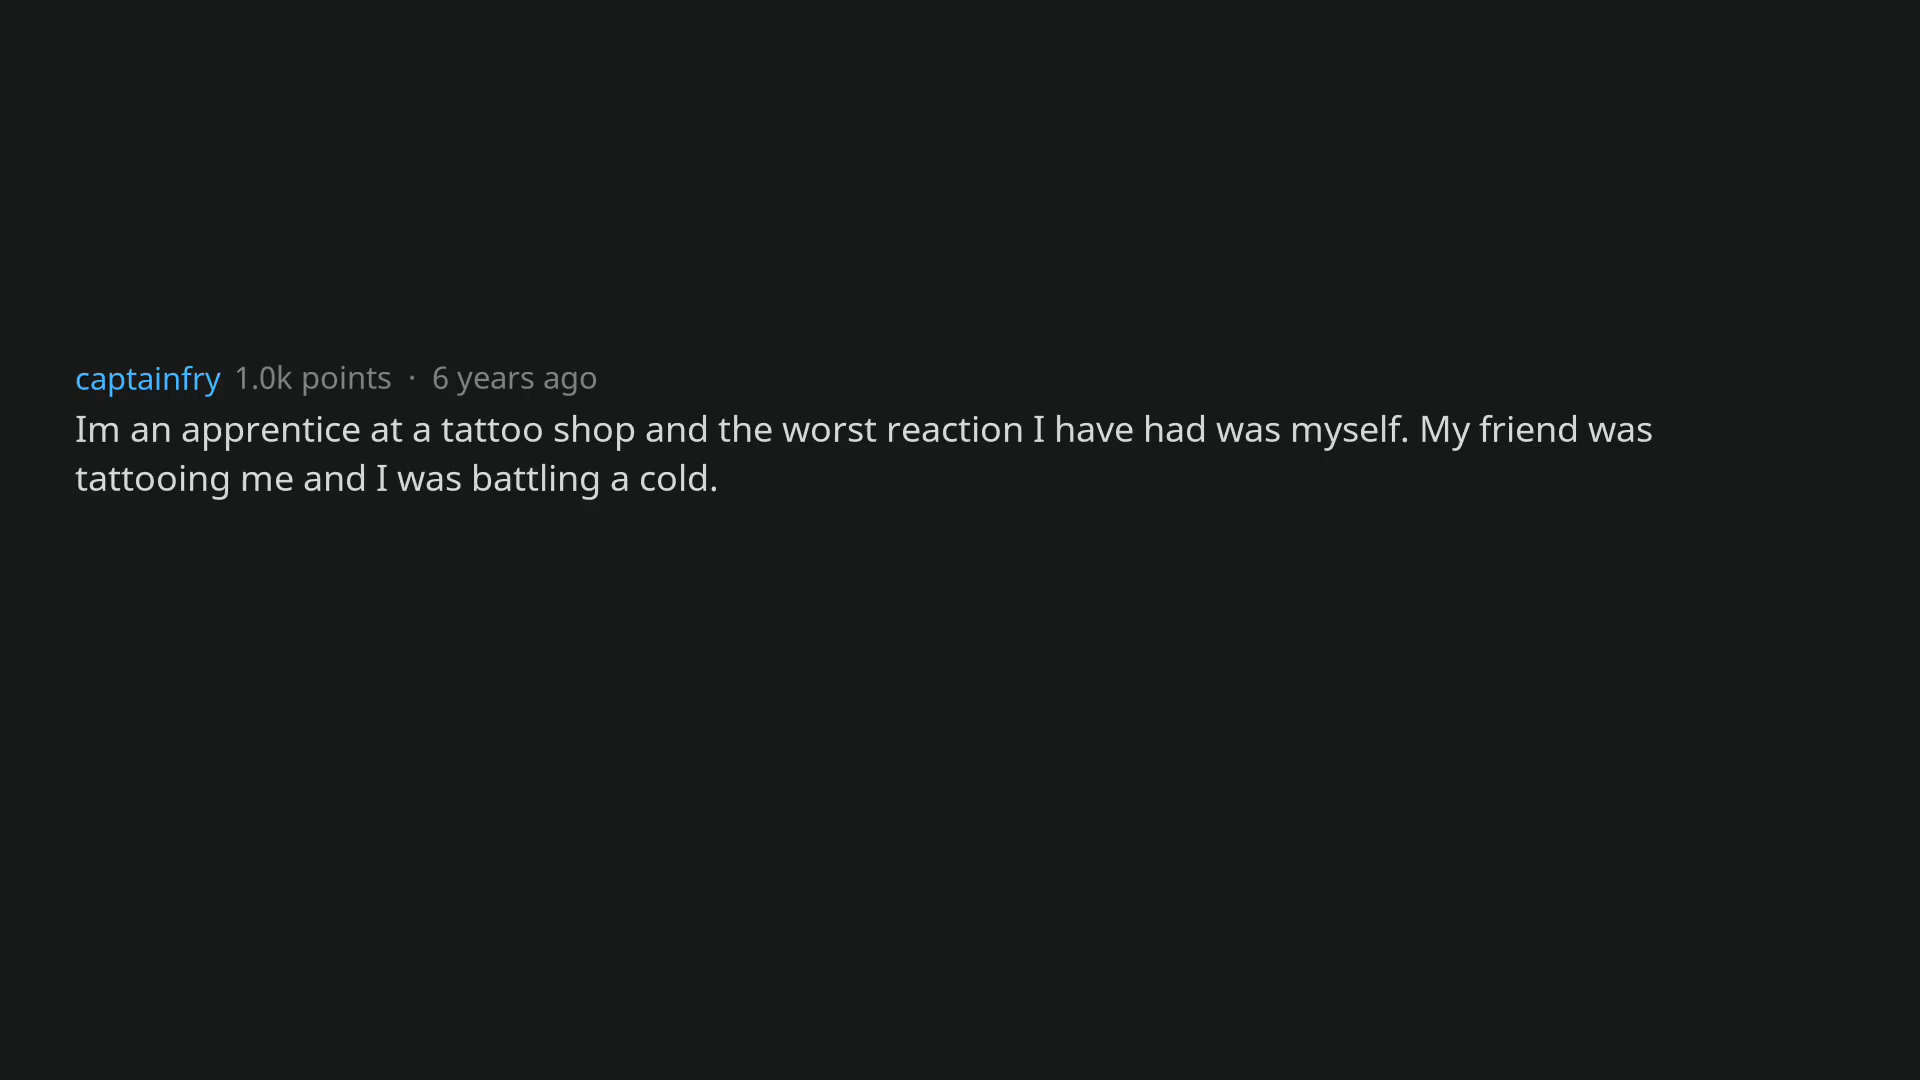 captainfry 1.0k points · 6 years ago
Im an apprentice at a tattoo shop and the worst reaction I have had was myself. My friend was
tattooing me and I was battling a cold.